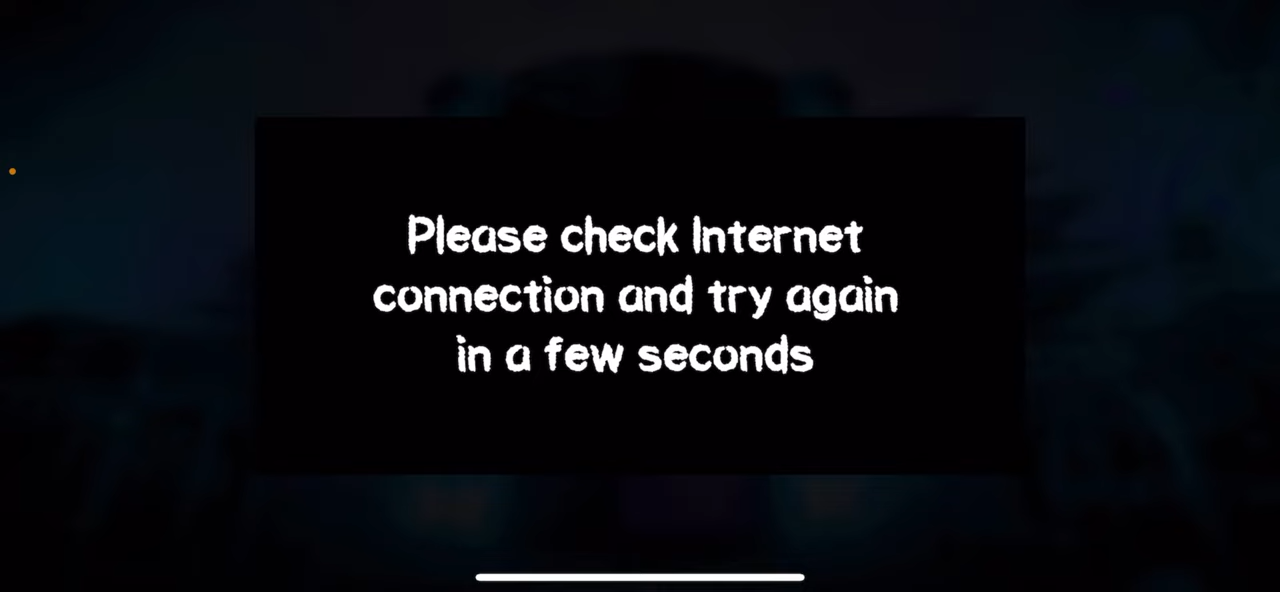 Please check Internet
connection and try again
in a few seconds